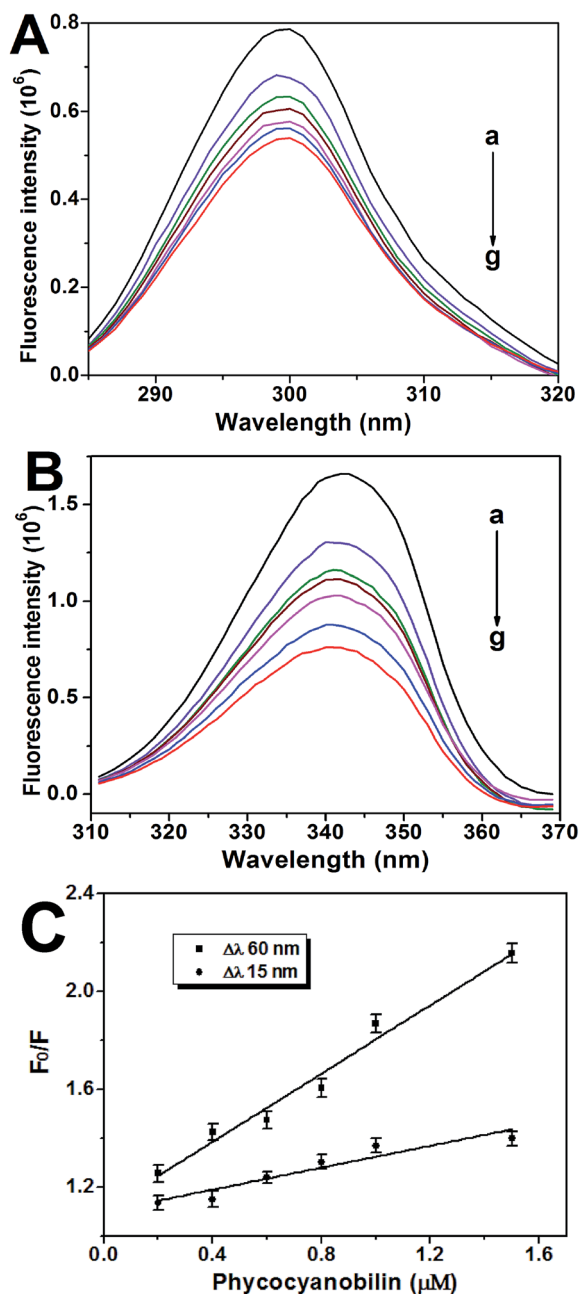 A
Fluorescence intensity (10⁶)
0.8
0.6
0.4
0.2
0.0
a
g
290 300 310 320
Wavelength (nm)
B
Fluorescence intensity (10⁶)
1.5
1.0
0.5
0.0
a
g
310 320 330 340 350 360 370
Wavelength (nm)
C
F₀/F
2.4
2.0
1.6
1.2
Δλ 60 nm
Δλ 15 nm
0.0 0.4 0.8 1.2 1.6
Phycocyanobilin (μM)